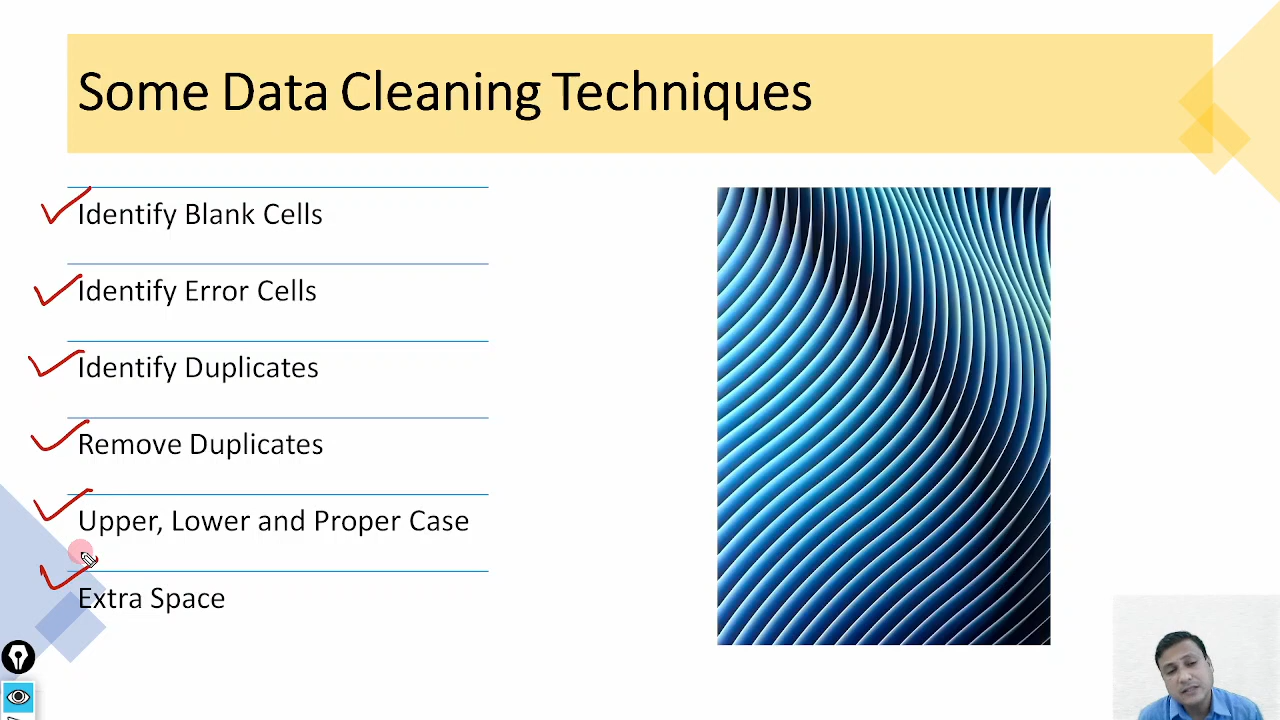 Some Data Cleaning Techniques
Identify Blank Cells
Identify Error Cells
Identify Duplicates
Remove Duplicates
Upper, Lower and Proper Case
Extra Space